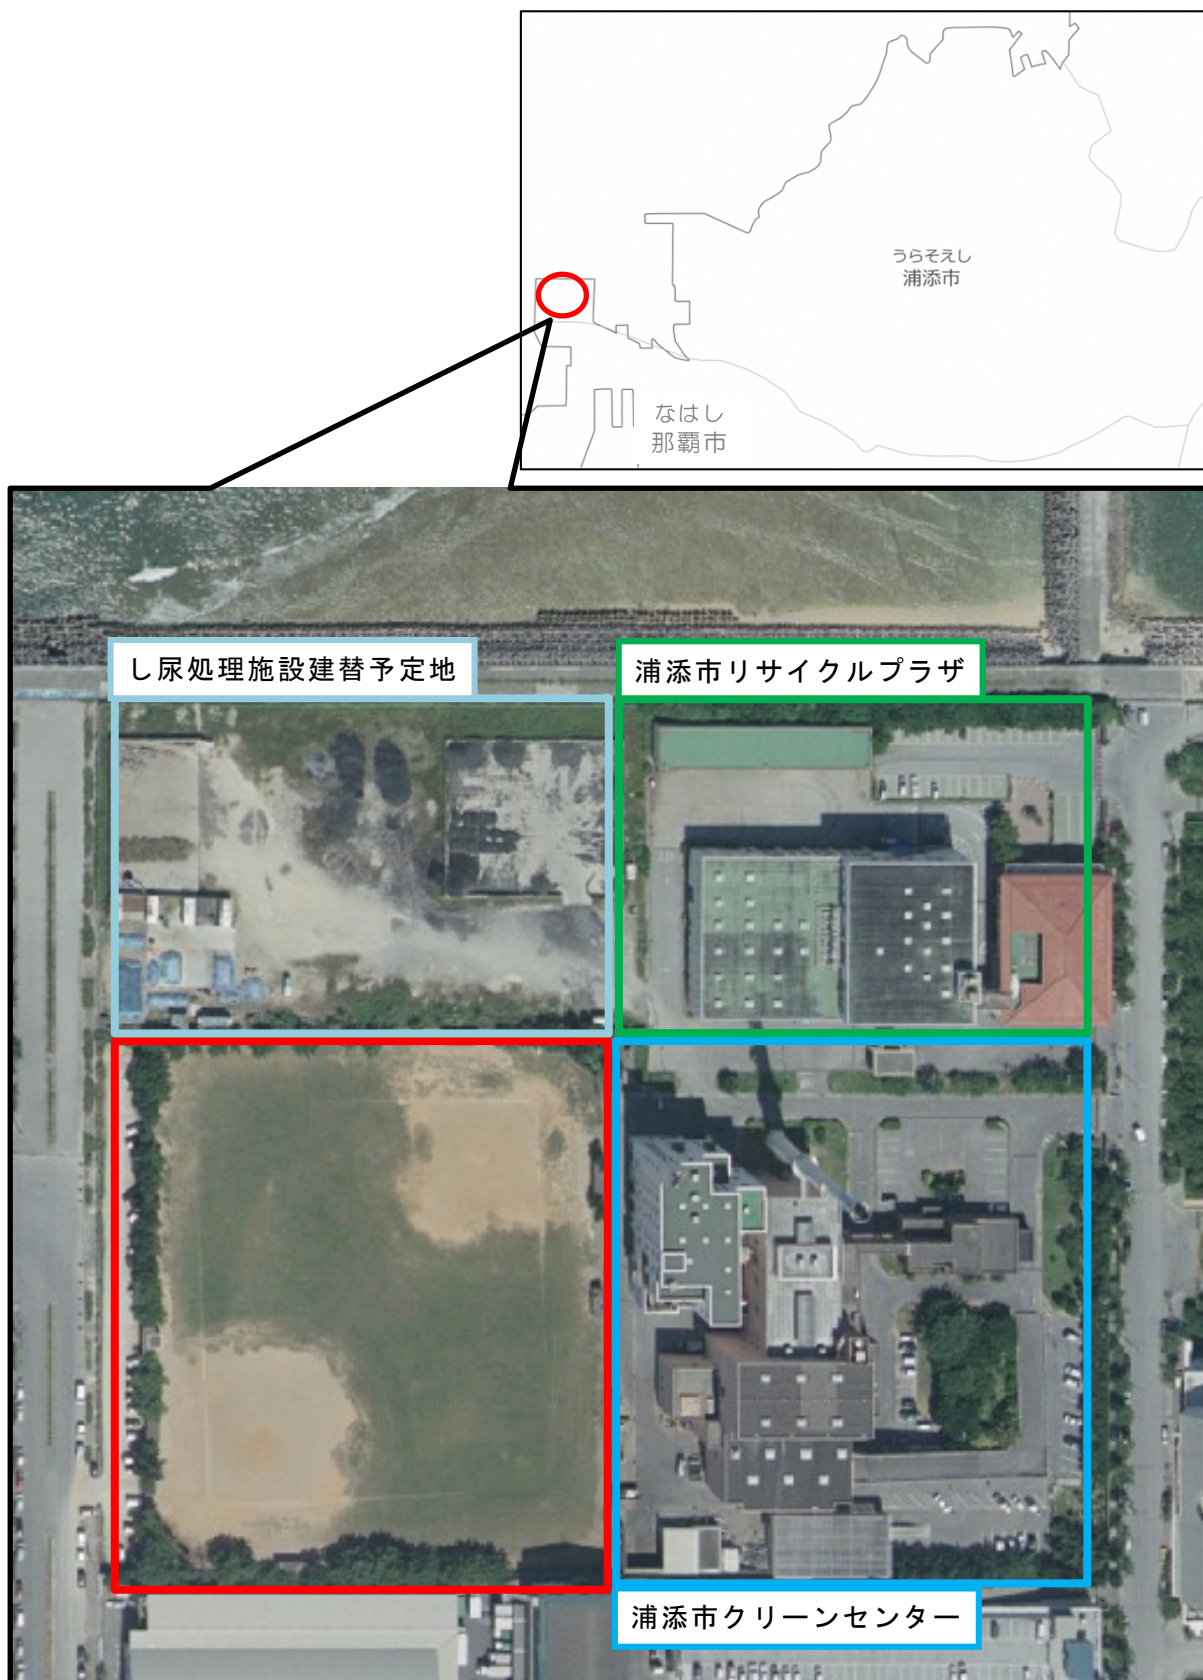 うらそえし
浦添市
なはし
那覇市
し尿処理施設建替予定地
浦添市リサイクルプラザ
浦添市クリーンセンター